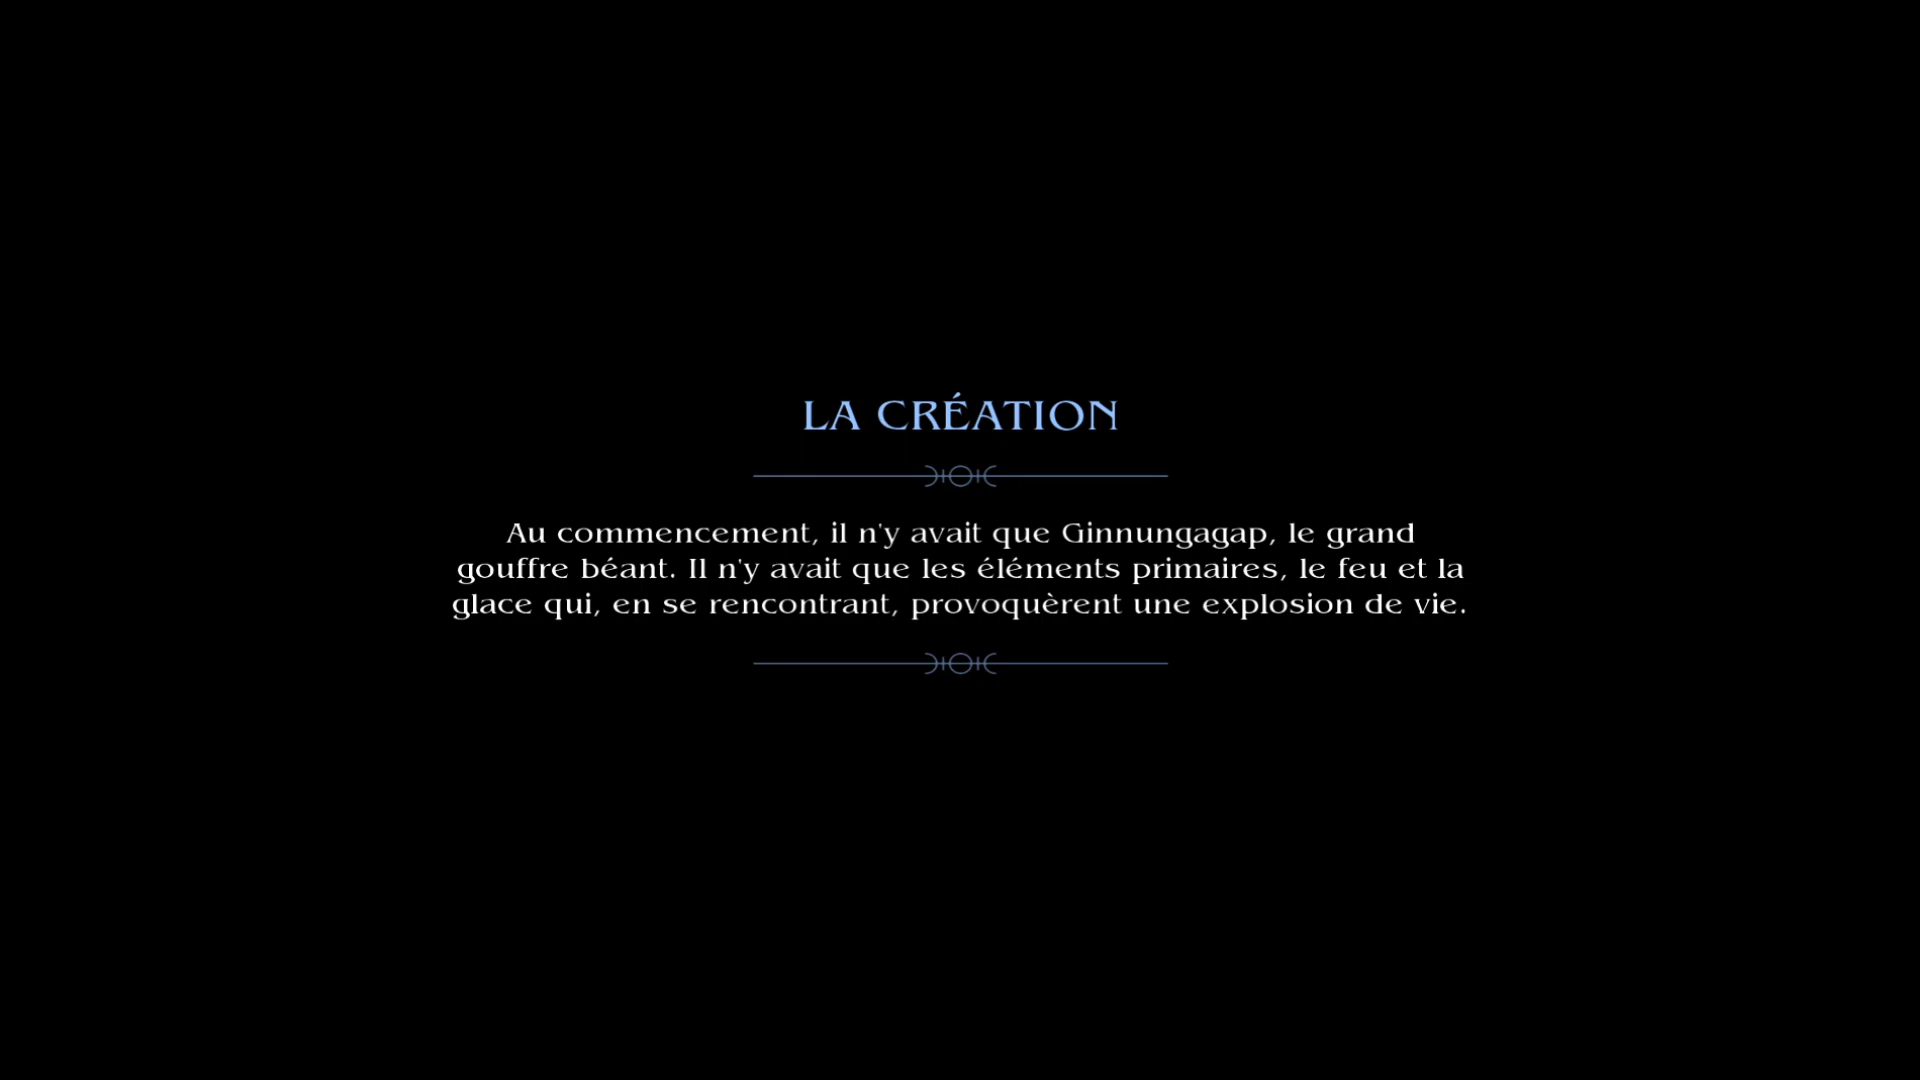 LA CRÉATION
Au commencement, il n'y avait que Ginnungagap, le grand
gouffre béant. Il n'y avait que les éléments primaires, le feu et la
glace qui, en se rencontrant, provoquèrent une explosion de vie.